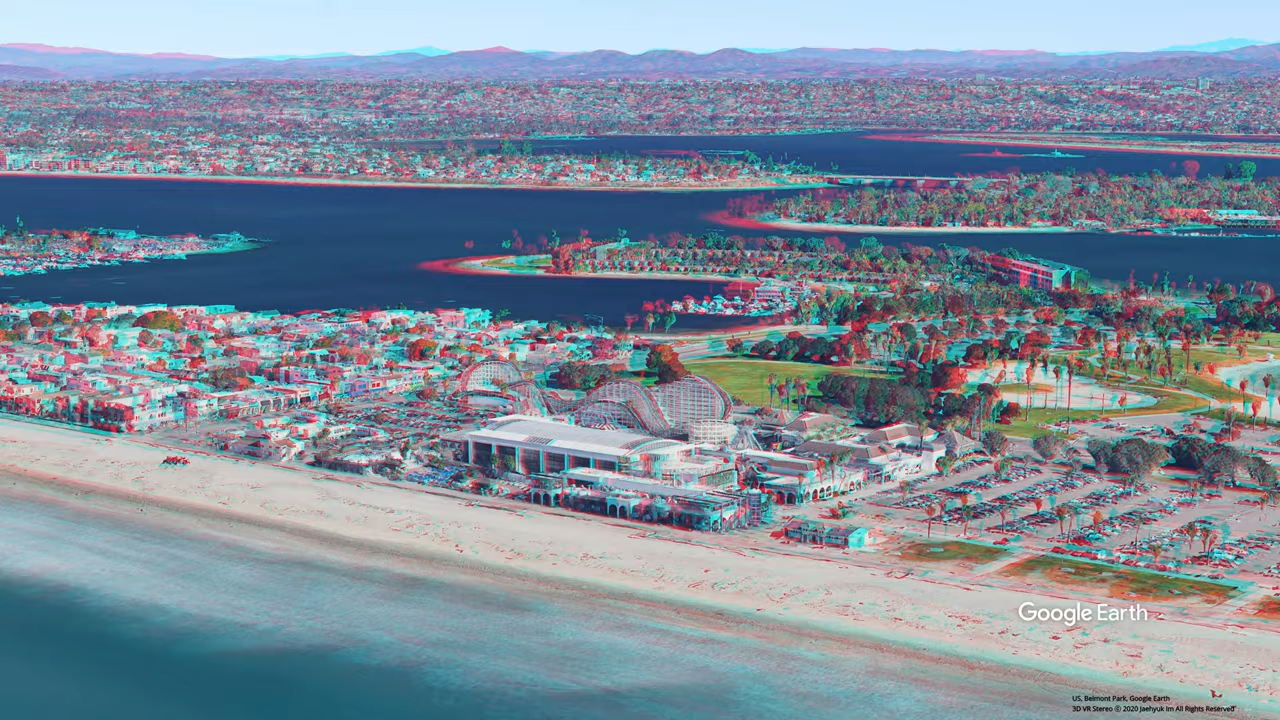 Google Earth
US, Belmont Park, Google Earth
3D VR Stereo ⓒ 2020 Jaehyuk Im All Rights Reserved